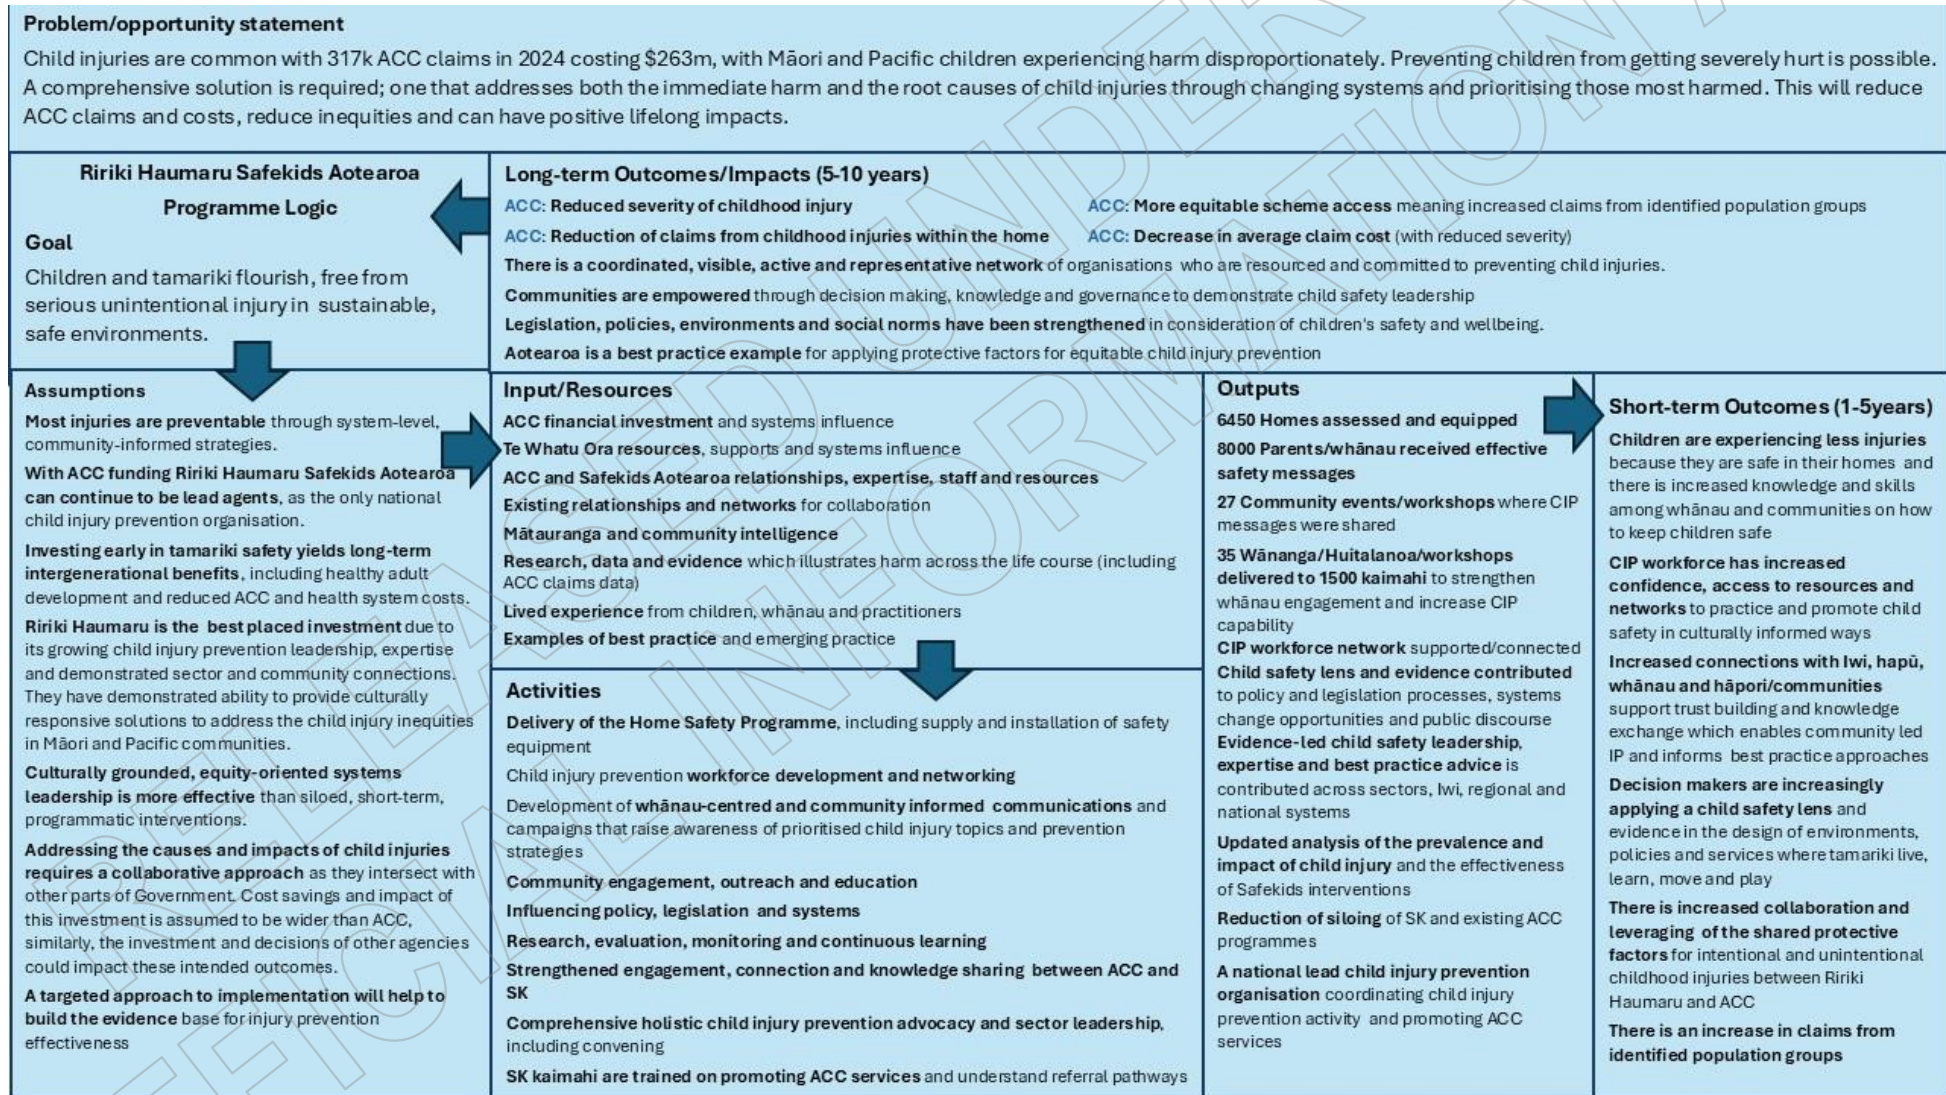 Problem/opportunity statement
Child injuries are common with 317k ACC claims in 2024 costing $263m, with Māori and Pacific children experiencing harm disproportionately. Preventing children from getting severely hurt is possible.
A comprehensive solution is required; one that addresses both the immediate harm and the root causes of child injuries through changing systems and prioritising those most harmed. This will reduce
ACC claims and costs, reduce inequities and can have positive lifelong impacts.
Ririki Haumaru Safekids Aotearoa
Programme Logic
Goal
Children and tamariki flourish, free from
serious unintentional injury in sustainable,
safe environments.
Long-term Outcomes/Impacts (5-10 years)
ACC: Reduced severity of childhood injury
ACC: More equitable scheme access meaning increased claims from identified population groups
ACC: Reduction of claims from childhood injuries within the home
ACC: Decrease in average claim cost (with reduced severity)
There is a coordinated, visible, active and representative network of organisations who are resourced and committed to preventing child injuries.
Communities are empowered through decision making, knowledge and governance to demonstrate child safety leadership
Legislation, policies, environments and social norms have been strengthened in consideration of children's safety and wellbeing.
Aotearoa is a best practice example for applying protective factors for equitable child injury prevention
Assumptions
Most injuries are preventable through system-level,
community-informed strategies.
With ACC funding Ririki Haumaru Safekids Aotearoa
can continue to be lead agents, as the only national
child injury prevention organisation.
Investing early in tamariki safety yields long-term
intergenerational benefits, including healthy adult
development and reduced ACC and health system costs.
Ririki Haumaru is the best placed investment due to
its growing child injury prevention leadership, expertise
and demonstrated sector and community connections.
They have demonstrated ability to provide culturally
responsive solutions to address the child injury inequities
in Māori and Pacific communities.
Culturally grounded, equity-oriented systems
leadership is more effective than siloed, short-term,
programmatic interventions.
Addressing the causes and impacts of child injuries
requires a collaborative approach as they intersect with
other parts of Government. Cost savings and impact of
this investment is assumed to be wider than ACC,
similarly, the investment and decisions of other agencies
could impact these intended outcomes.
A targeted approach to implementation will help to
build the evidence base for injury prevention
effectiveness
Input/Resources
ACC financial investment and systems influence
Te Whatu Ora resources, supports and systems influence
ACC and Safekids Aotearoa relationships, expertise, staff and resources
Existing relationships and networks for collaboration
Mātauranga and community intelligence
Research, data and evidence which illustrates harm across the life course (including
ACC claims data)
Lived experience from children, whānau and practitioners
Examples of best practice and emerging practice
Activities
Delivery of the Home Safety Programme, including supply and installation of safety
equipment
Child injury prevention workforce development and networking
Development of whānau-centred and community informed communications and
campaigns that raise awareness of prioritised child injury topics and prevention
strategies
Community engagement, outreach and education
Influencing policy, legislation and systems
Research, evaluation, monitoring and continuous learning
Strengthened engagement, connection and knowledge sharing between ACC and
SK
Comprehensive holistic child injury prevention advocacy and sector leadership,
including convening
SK kaimahi are trained on promoting ACC services and understand referral pathways
Outputs
6450 Homes assessed and equipped
8000 Parents/whānau received effective
safety messages
27 Community events/workshops where CIP
messages were shared
35 Wānanga/Huitalanoa/workshops
delivered to 1500 kaimahi to strengthen
whānau engagement and increase CIP
capability
CIP workforce network supported/connected
Child safety lens and evidence contributed
to policy and legislation processes, systems
change opportunities and public discourse
Evidence-led child safety leadership,
expertise and best practice advice is
contributed across sectors, Iwi, regional and
national systems
Updated analysis of the prevalence and
impact of child injury and the effectiveness
of Safekids interventions
Reduction of siloing of SK and existing ACC
programmes
A national lead child injury prevention
organisation coordinating child injury
prevention activity and promoting ACC
services
Short-term Outcomes (1-5years)
Children are experiencing less injuries
because they are safe in their homes and
there is increased knowledge and skills
among whānau and communities on how
to keep children safe
CIP workforce has increased
confidence, access to resources and
networks to practice and promote child
safety in culturally informed ways
Increased connections with Iwi, hapū,
whānau and hāpori/communities
support trust building and knowledge
exchange which enables community led
IP and informs best practice approaches
Decision makers are increasingly
applying a child safety lens and
evidence in the design of environments,
policies and services where tamariki live,
learn, move and play
There is increased collaboration and
leveraging of the shared protective
factors for intentional and unintentional
childhood injuries between Ririki
Haumaru and ACC
There is an increase in claims from
identified population groups
RELEASED UNDER
INFORMATION A